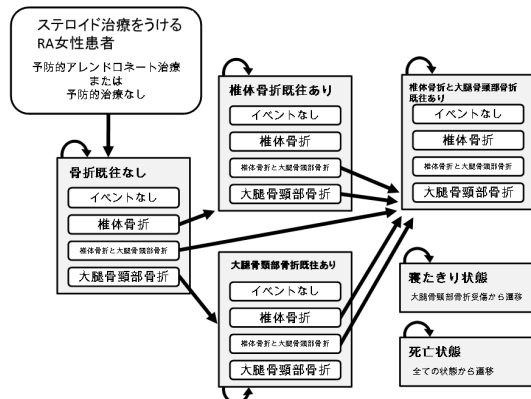 ステロイド治療をうける
RA女性患者
予防的アレンドロネート治療
または
予防的治療なし
骨折既往なし
イベントなし
椎体骨折
椎体骨折と大腿骨頸部骨折
大腿骨頸部骨折
椎体骨折既往あり
イベントなし
椎体骨折
椎体骨折と大腿骨頸部骨折
大腿骨頸部骨折
大腿骨頸部骨折既往あり
イベントなし
椎体骨折
椎体骨折と大腿骨頸部骨折
大腿骨頸部骨折
椎体骨折と大腿骨頸部骨折
既往あり
イベントなし
椎体骨折
椎体骨折と大腿骨頸部骨折
大腿骨頸部骨折
寝たきり状態
大腿骨頸部骨折受傷から遷移
死亡状態
全ての状態から遷移